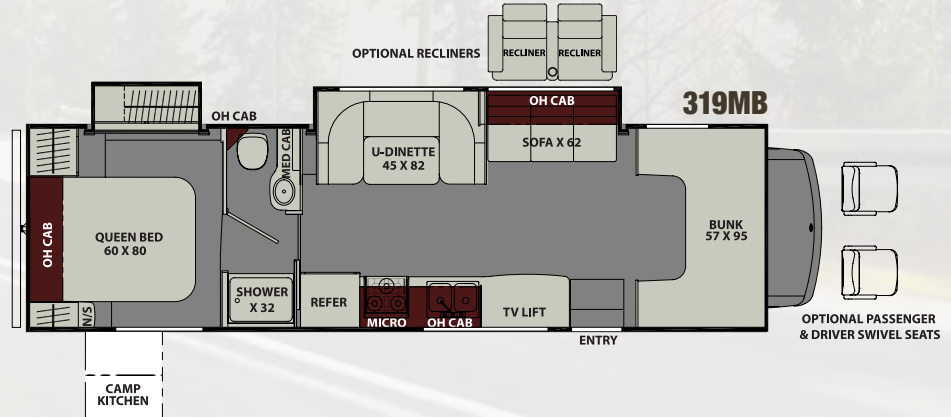 OPTIONAL RECLINERS
RECLINER
RECLINER
319MB
OH CAB
OH CAB
MED CAB
U-DINETTE
45 X 82
SOFA X 62
OH CAB
QUEEN BED
60 X 80
BUNK
57 X 95
N/S
SHOWER
X 32
REFER
MICRO
OH CAB
TV LIFT
ENTRY
OPTIONAL PASSENGER
& DRIVER SWIVEL SEATS
CAMP
KITCHEN